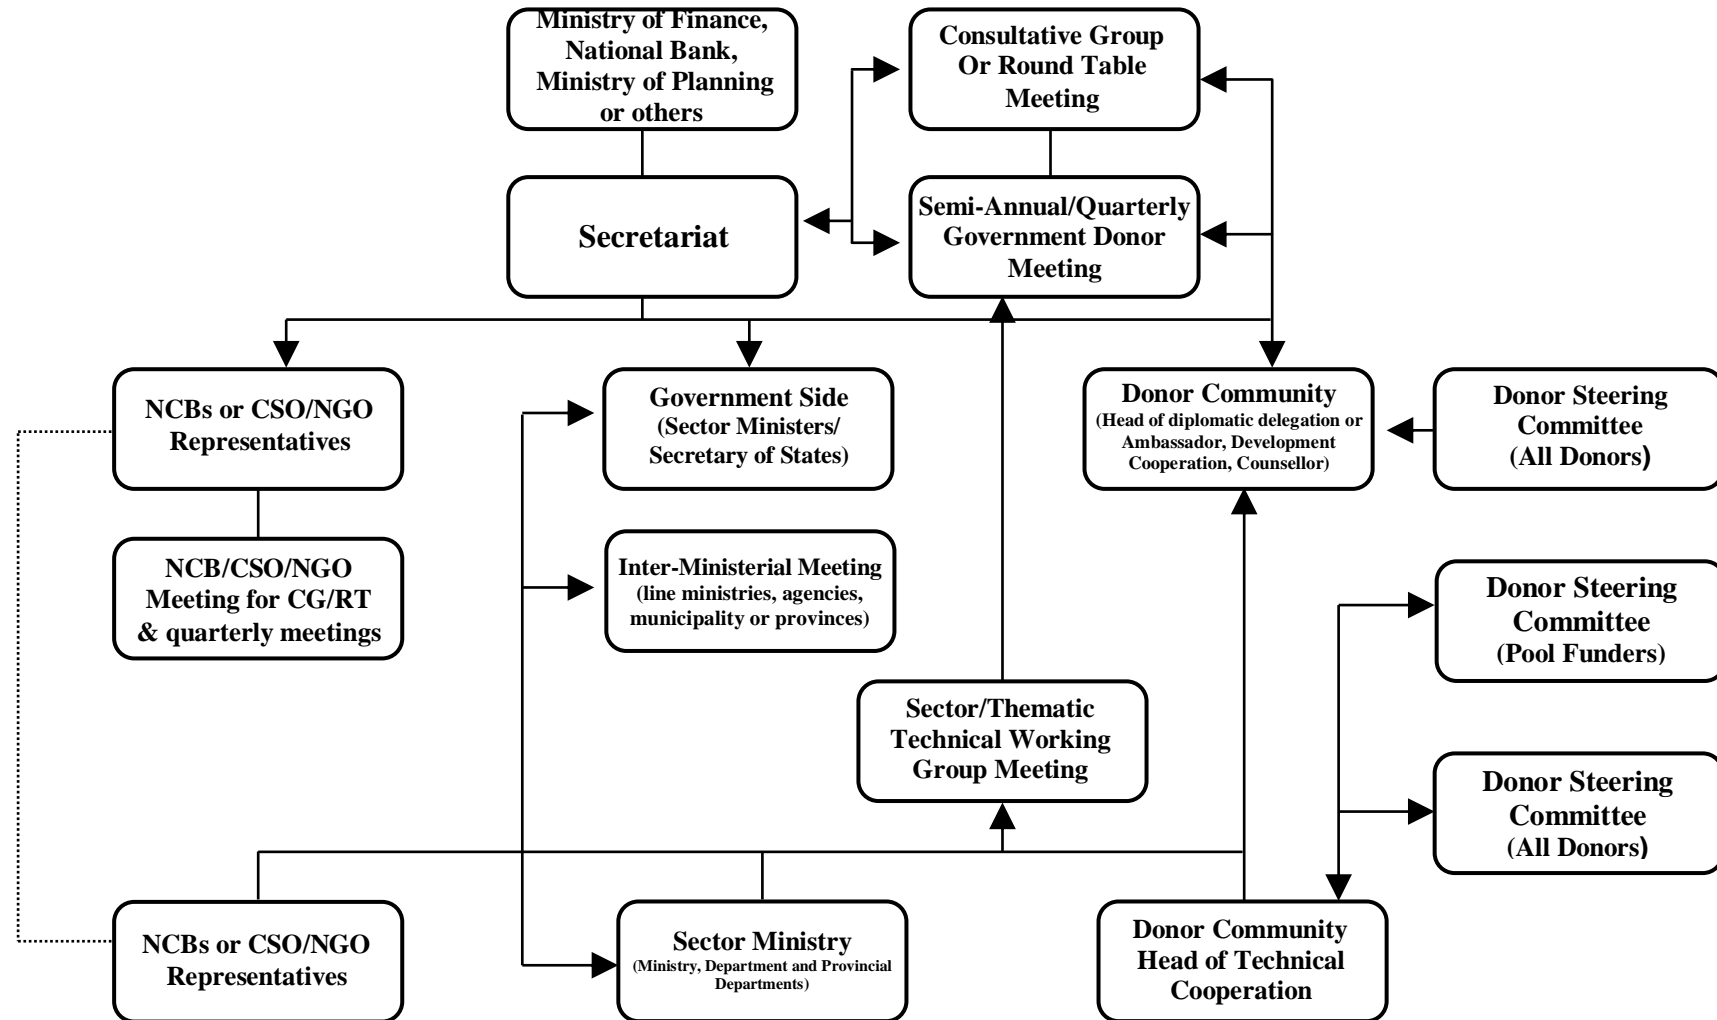 Ministry of Finance,
National Bank,
Ministry of Planning
or others
Consultative Group
Or Round Table
Meeting
Secretariat
Semi-Annual/Quarterly
Government Donor
Meeting
NCBs or CSO/NGO
Representatives
Government Side
(Sector Ministers/
Secretary of States)
Donor Community
(Head of diplomatic delegation or
Ambassador, Development
Cooperation, Counsellor)
Donor Steering
Committee
(All Donors)
NCB/CSO/NGO
Meeting for CG/RT
& quarterly meetings
Inter-Ministerial Meeting
(line ministries, agencies,
municipality or provinces)
Donor Steering
Committee
(Pool Funders)
Sector/Thematic
Technical Working
Group Meeting
Donor Steering
Committee
(All Donors)
NCBs or CSO/NGO
Representatives
Sector Ministry
(Ministry, Department and Provincial
Departments)
Donor Community
Head of Technical
Cooperation